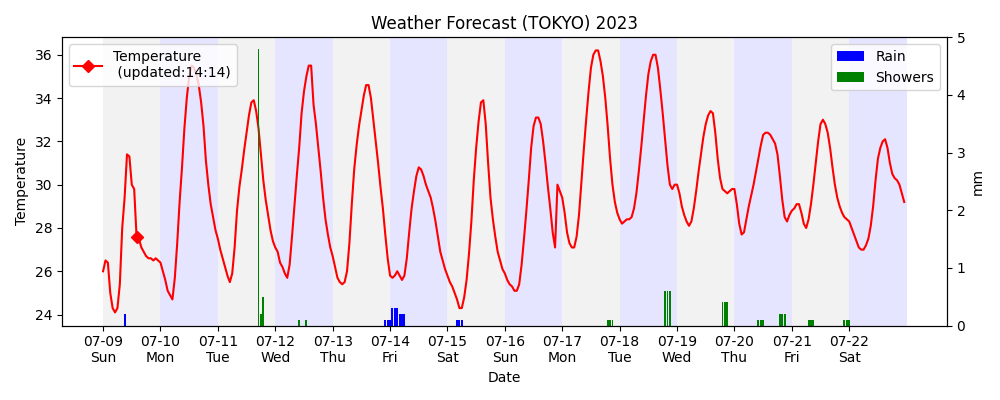 Weather Forecast (TOKYO) 2023
Temperature
(updated:14:14)
Rain
Showers
Temperature
36
34
32
30
28
26
24
5
4
3
2
1
0
mm
07-09 07-10 07-11 07-12 07-13 07-14 07-15 07-16 07-17 07-18 07-19 07-20 07-21 07-22
Sun Mon Tue Wed Thu Fri Sat Sun Mon Tue Wed Thu Fri Sat
Date